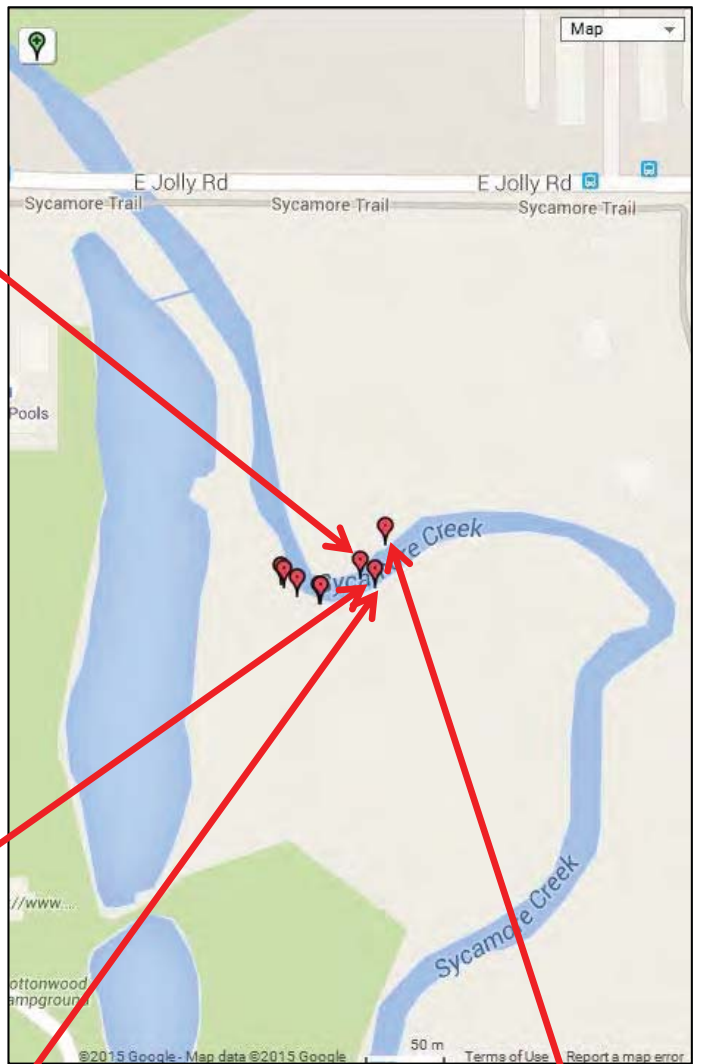 Map
E Jolly Rd
E Jolly Rd
Sycamore Trail
Sycamore Trail
Sycamore Trail
Pools
Sycamore Creek
//www....
Sycamore Creek
ottonwood
ampground
50 m
©2015 Google - Map data ©2015 Google
Terms of Use
Report a map error